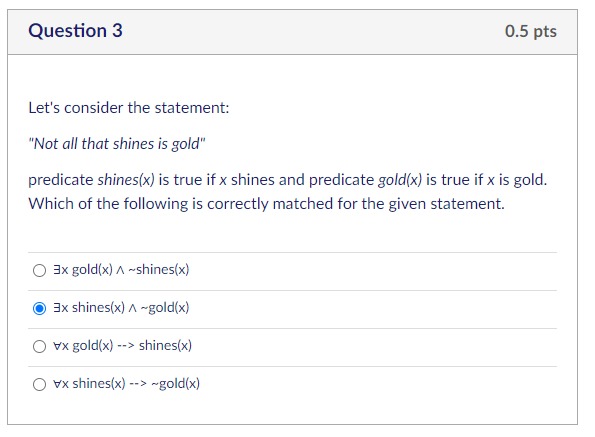 Question 3
0.5 pts
Let's consider the statement:
"Not all that shines is gold"
predicate shines(x) is true if x shines and predicate gold(x) is true if x is gold.
Which of the following is correctly matched for the given statement.
∃x gold(x) ∧ ~shines(x)
∃x shines(x) ∧ ~gold(x)
∀x gold(x) --> shines(x)
∀x shines(x) --> ~gold(x)